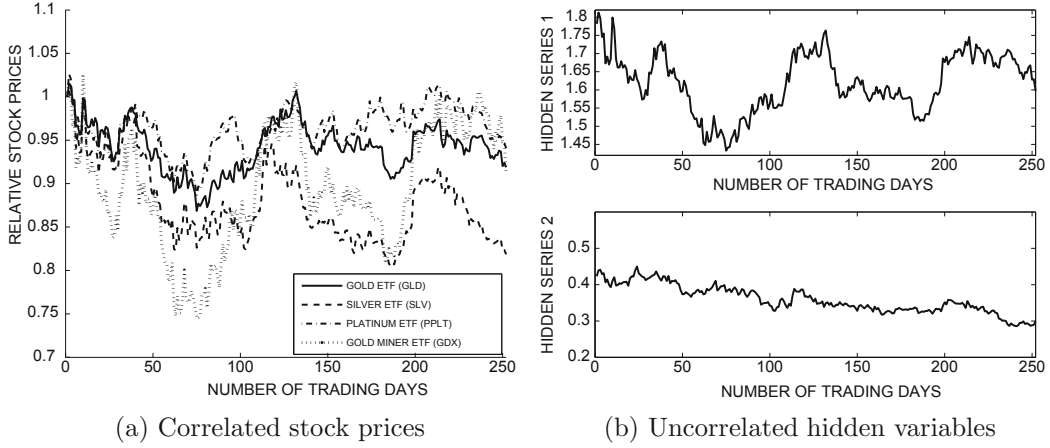 RELATIVE STOCK PRICES
1.1
1.05
1
0.95
0.9
0.85
0.8
0.75
0.7
0 50 100 150 200 250
NUMBER OF TRADING DAYS
GOLD ETF (GLD)
SILVER ETF (SLV)
PLATINUM ETF (PPLT)
GOLD MINER ETF (GDX)
(a) Correlated stock prices
HIDDEN SERIES 1
1.8
1.75
1.7
1.65
1.6
1.55
1.5
1.45
0 50 100 150 200 250
NUMBER OF TRADING DAYS
HIDDEN SERIES 2
0.5
0.4
0.3
0.2
0 50 100 150 200 250
NUMBER OF TRADING DAYS
(b) Uncorrelated hidden variables